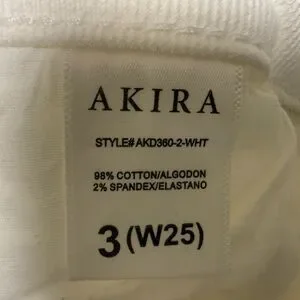 AKIRA
STYLE# AKD360-2-WHT
98% COTTON/ALGODON
2% SPANDEX/ELASTANO
3 (W25)